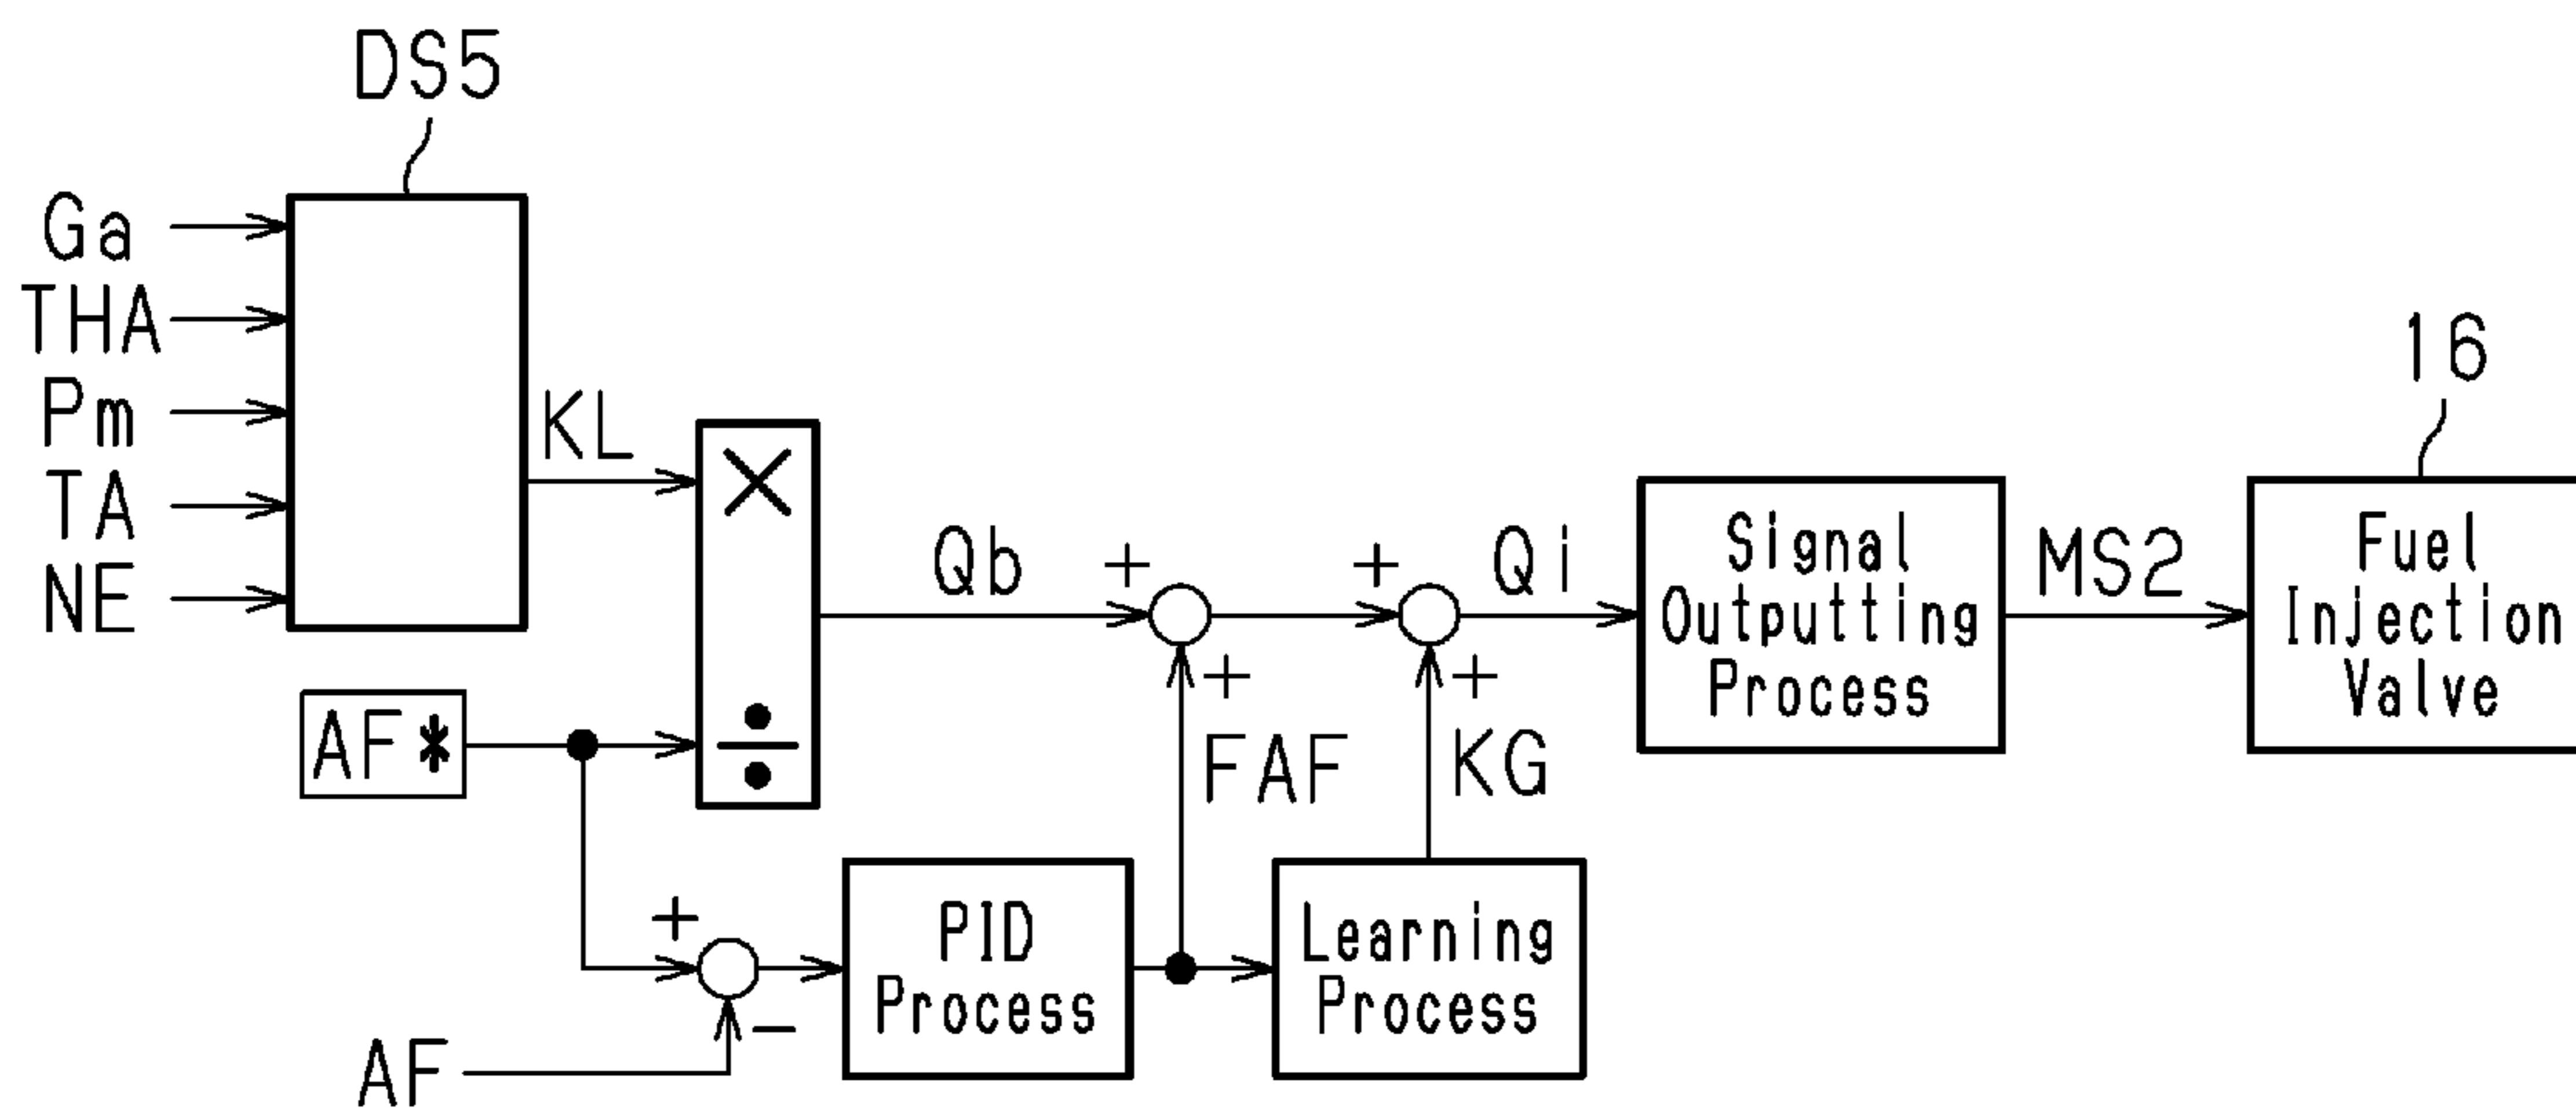 DS5
Ga
THA
Pm
TA
NE
KL
×
÷
AF*
AF
+
−
PID
Process
Qb
+
+
FAF
Learning
Process
+
+
KG
Qi
Signal
Outputting
Process
MS2
16
Fuel
Injection
Valve